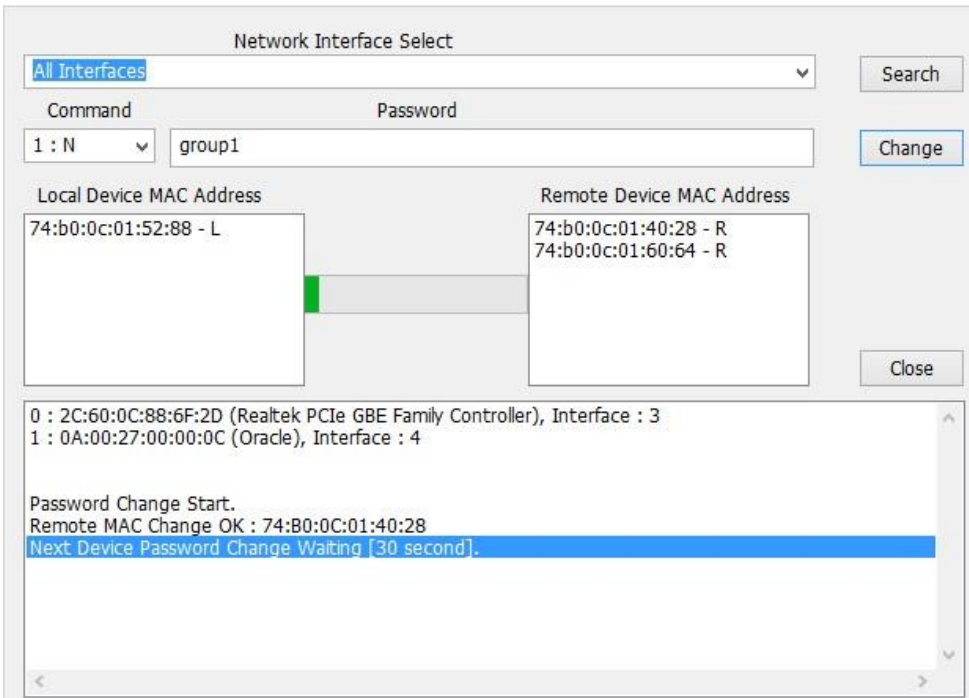 Network Interface Select
All Interfaces
Search
Command
Password
1 : N
group1
Change
Local Device MAC Address
Remote Device MAC Address
74:b0:0c:01:52:88 - L
74:b0:0c:01:40:28 - R
74:b0:0c:01:60:64 - R
Close
0 : 2C:60:0C:88:6F:2D (Realtek PCIe GBE Family Controller), Interface : 3
1 : 0A:00:27:00:00:0C (Oracle), Interface : 4
Password Change Start.
Remote MAC Change OK : 74:B0:0C:01:40:28
Next Device Password Change Waiting [30 second].